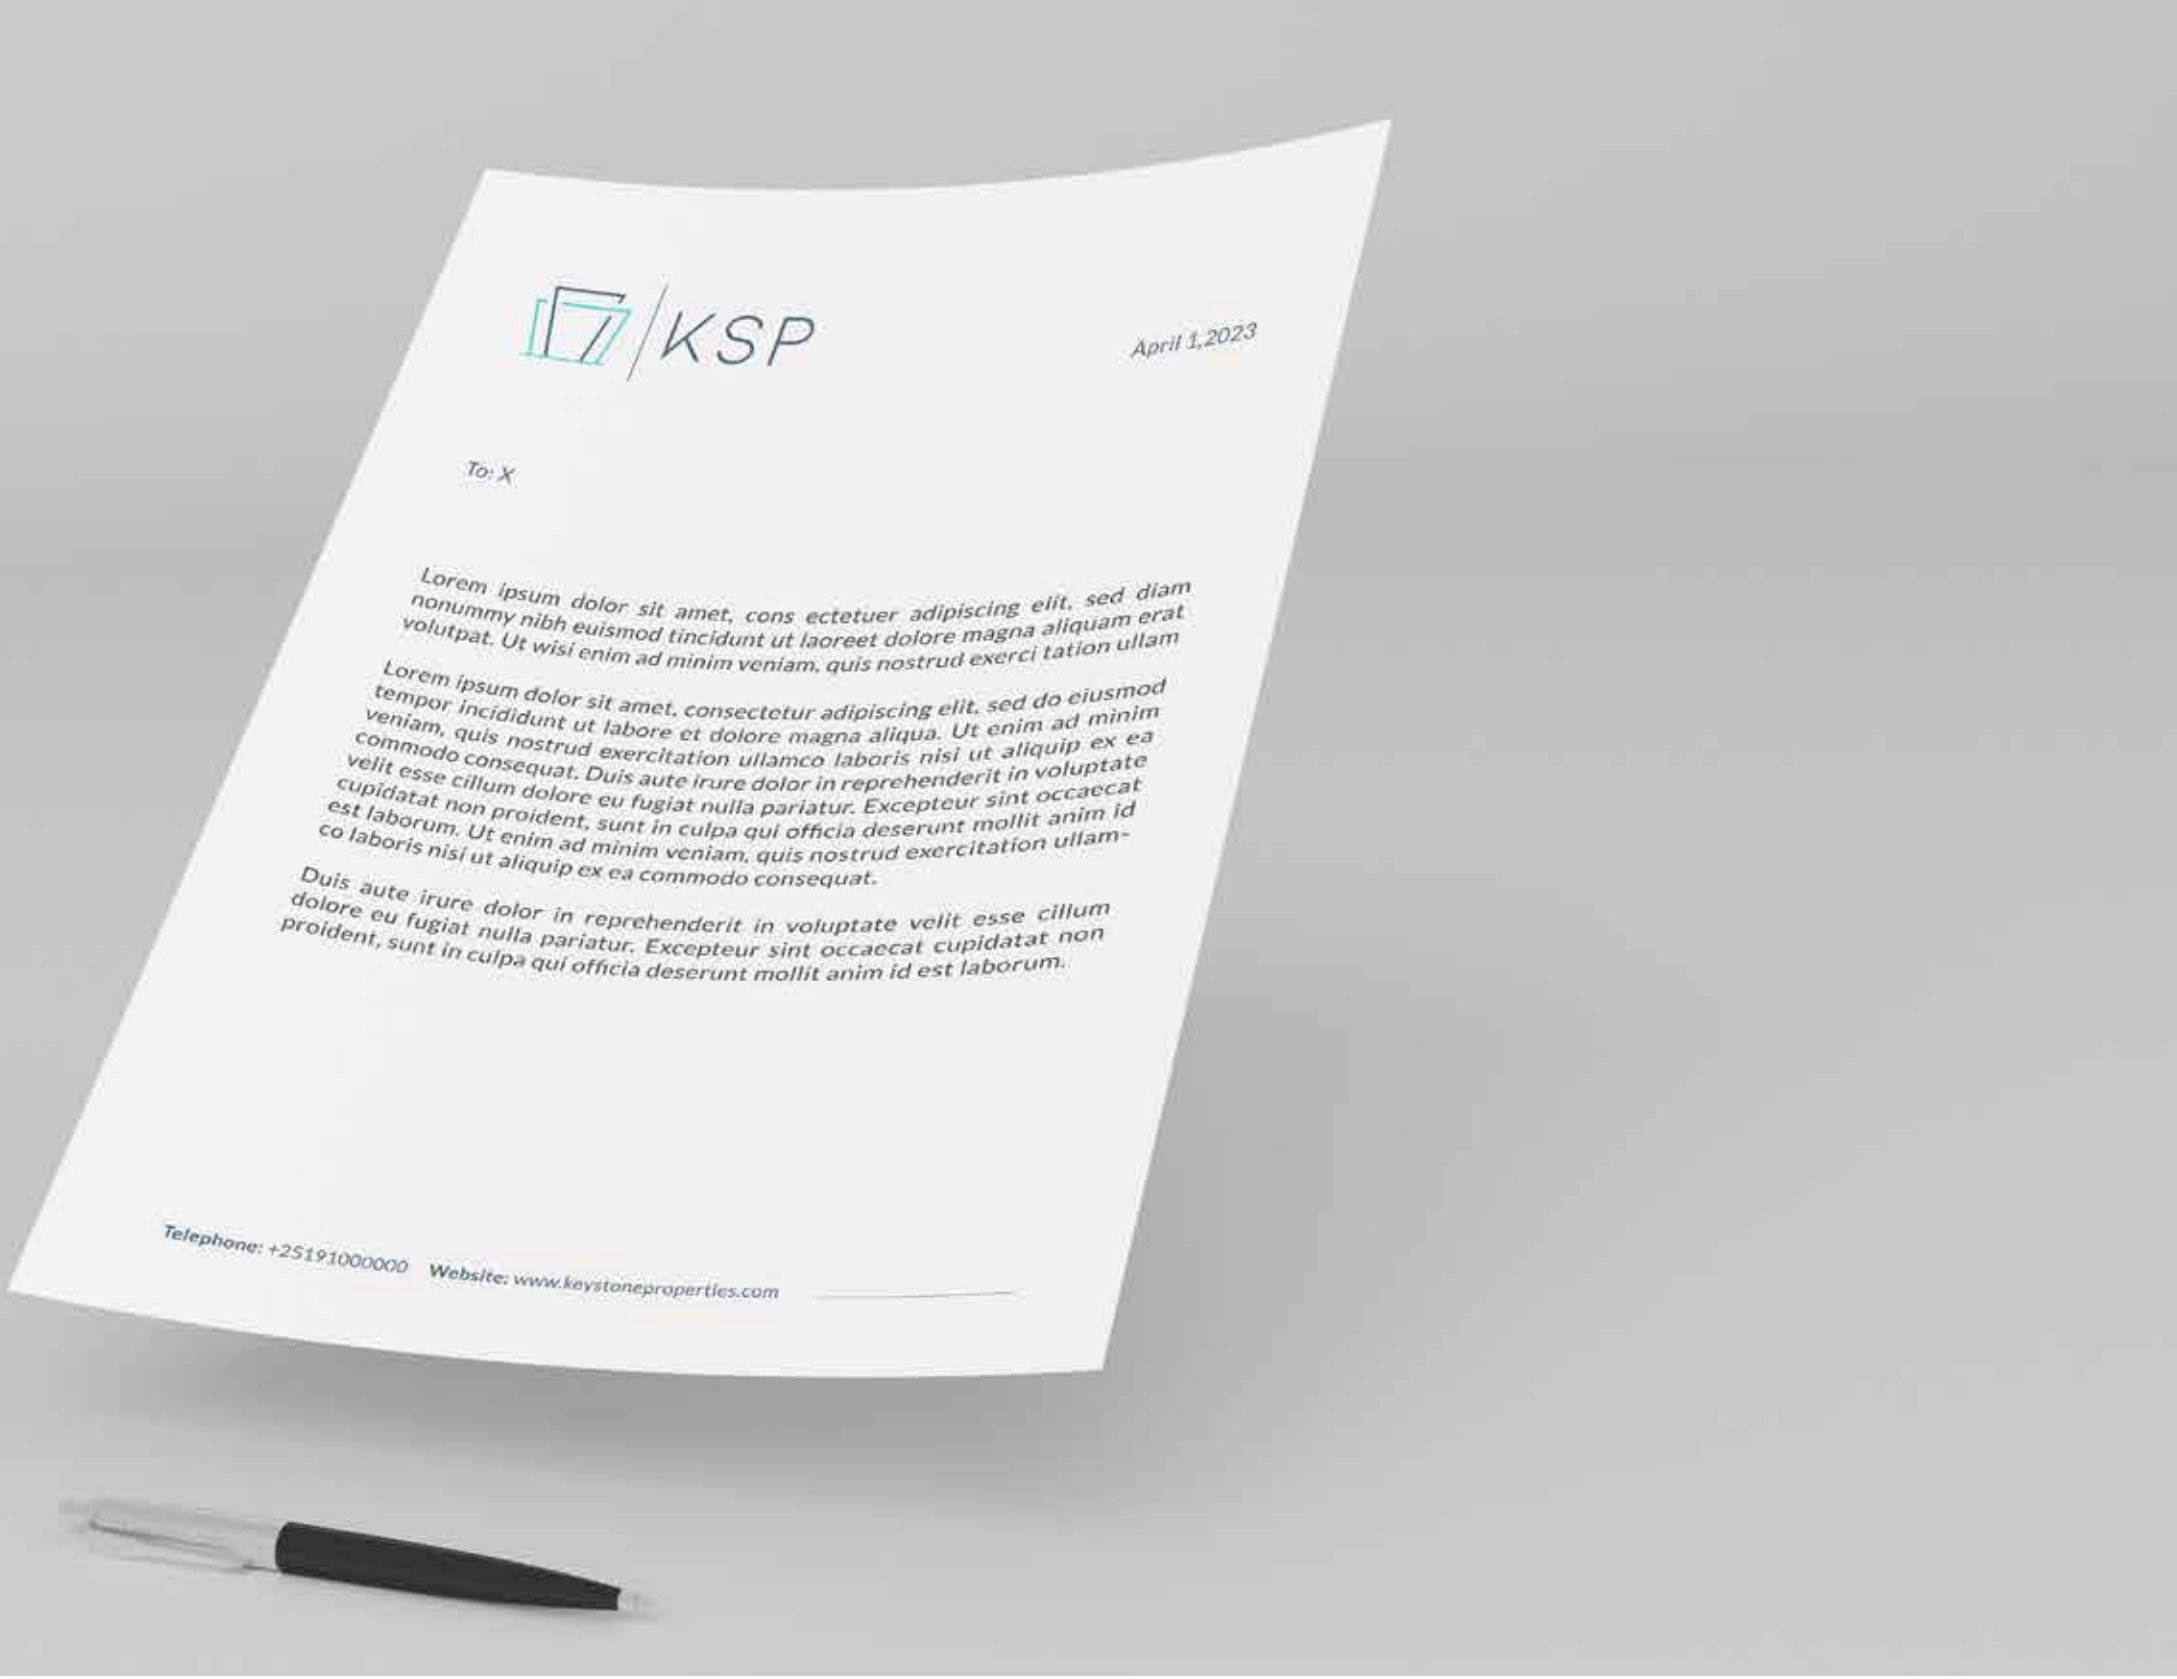 KSP
April 1,2023
To: X
Lorem ipsum dolor sit amet, cons ectetuer adipiscing elit, sed diam
nonummy nibh euismod tincidunt ut laoreet dolore magna aliquam erat
volutpat. Ut wisi enim ad minim veniam, quis nostrud exerci tation ullam
Lorem ipsum dolor sit amet, consectetur adipiscing elit, sed do eiusmod
tempor incididunt ut labore et dolore magna aliqua. Ut enim ad minim
veniam, quis nostrud exercitation ullamco laboris nisi ut aliquip ex ea
commodo consequat. Duis aute irure dolor in reprehenderit in voluptate
velit esse cillum dolore eu fugiat nulla pariatur. Excepteur sint occaecat
cupidatat non proident, sunt in culpa qui officia deserunt mollit anim id
est laborum. Ut enim ad minim veniam, quis nostrud exercitation ullam-
co laboris nisi ut aliquip ex ea commodo consequat.
Duis aute irure dolor in reprehenderit in voluptate velit esse cillum
dolore eu fugiat nulla pariatur. Excepteur sint occaecat cupidatat non
proident, sunt in culpa qui officia deserunt mollit anim id est laborum.
Telephone: +25191000000 Website: www.keystoneproperties.com